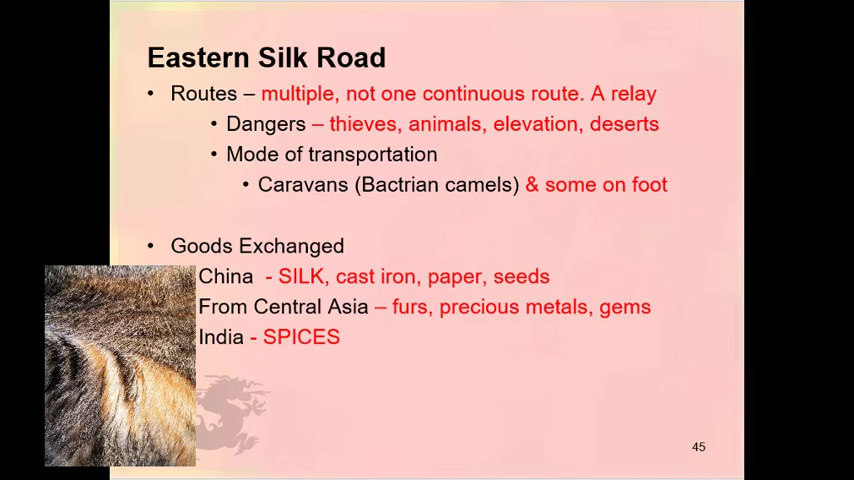 Eastern Silk Road
• Routes – multiple, not one continuous route. A relay
• Dangers – thieves, animals, elevation, deserts
• Mode of transportation
• Caravans (Bactrian camels) & some on foot
• Goods Exchanged
China - SILK, cast iron, paper, seeds
From Central Asia – furs, precious metals, gems
India - SPICES
45